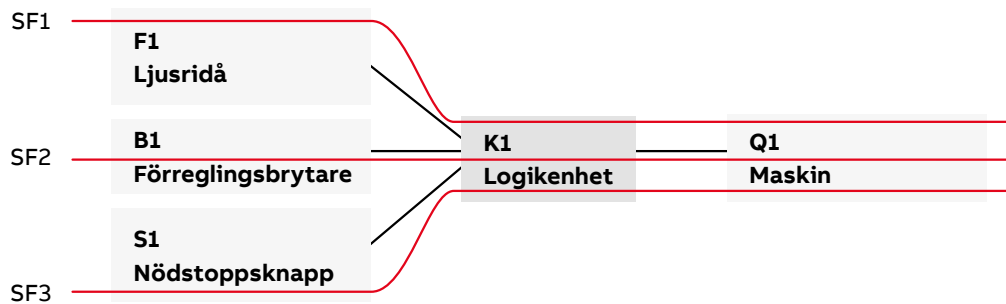 SF1
F1
Ljusridå
SF2
B1
Förreglingsbrytare
K1
Logikenhet
Q1
Maskin
S1
Nödstoppsknapp
SF3